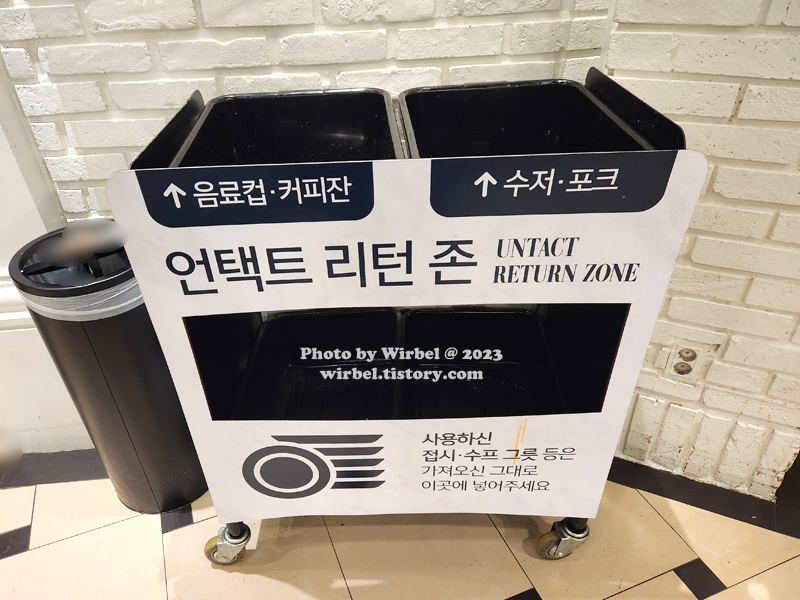 ↑ 음료컵·커피잔
↑ 수저·포크
언택트 리턴 존
UNTACT
RETURN ZONE
Photo by Wirbel @ 2023
wirbel.tistory.com
사용하신
접시·수프 그릇 등은
가져오신 그대로
이곳에 넣어주세요